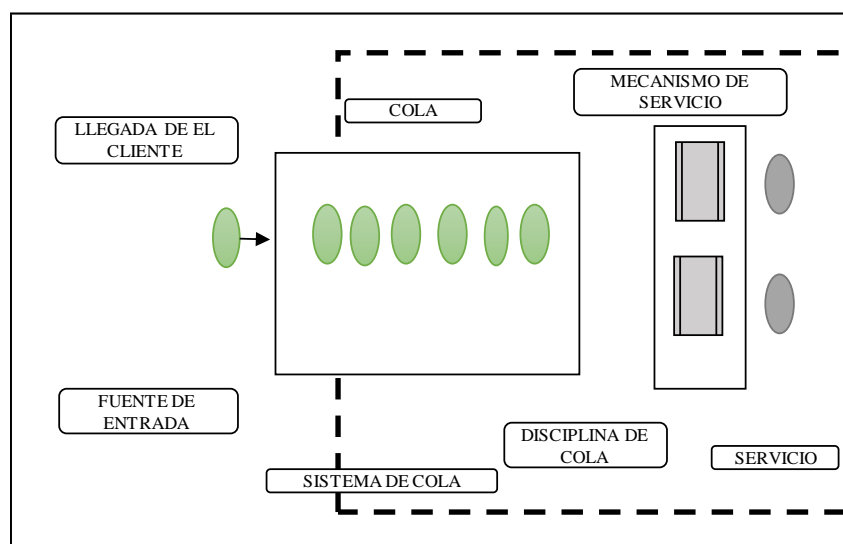 MECANISMO DE
SERVICIO
COLA
LLEGADA DE EL
CLIENTE
FUENTE DE
ENTRADA
DISCIPLINA DE
COLA
SERVICIO
SISTEMA DE COLA